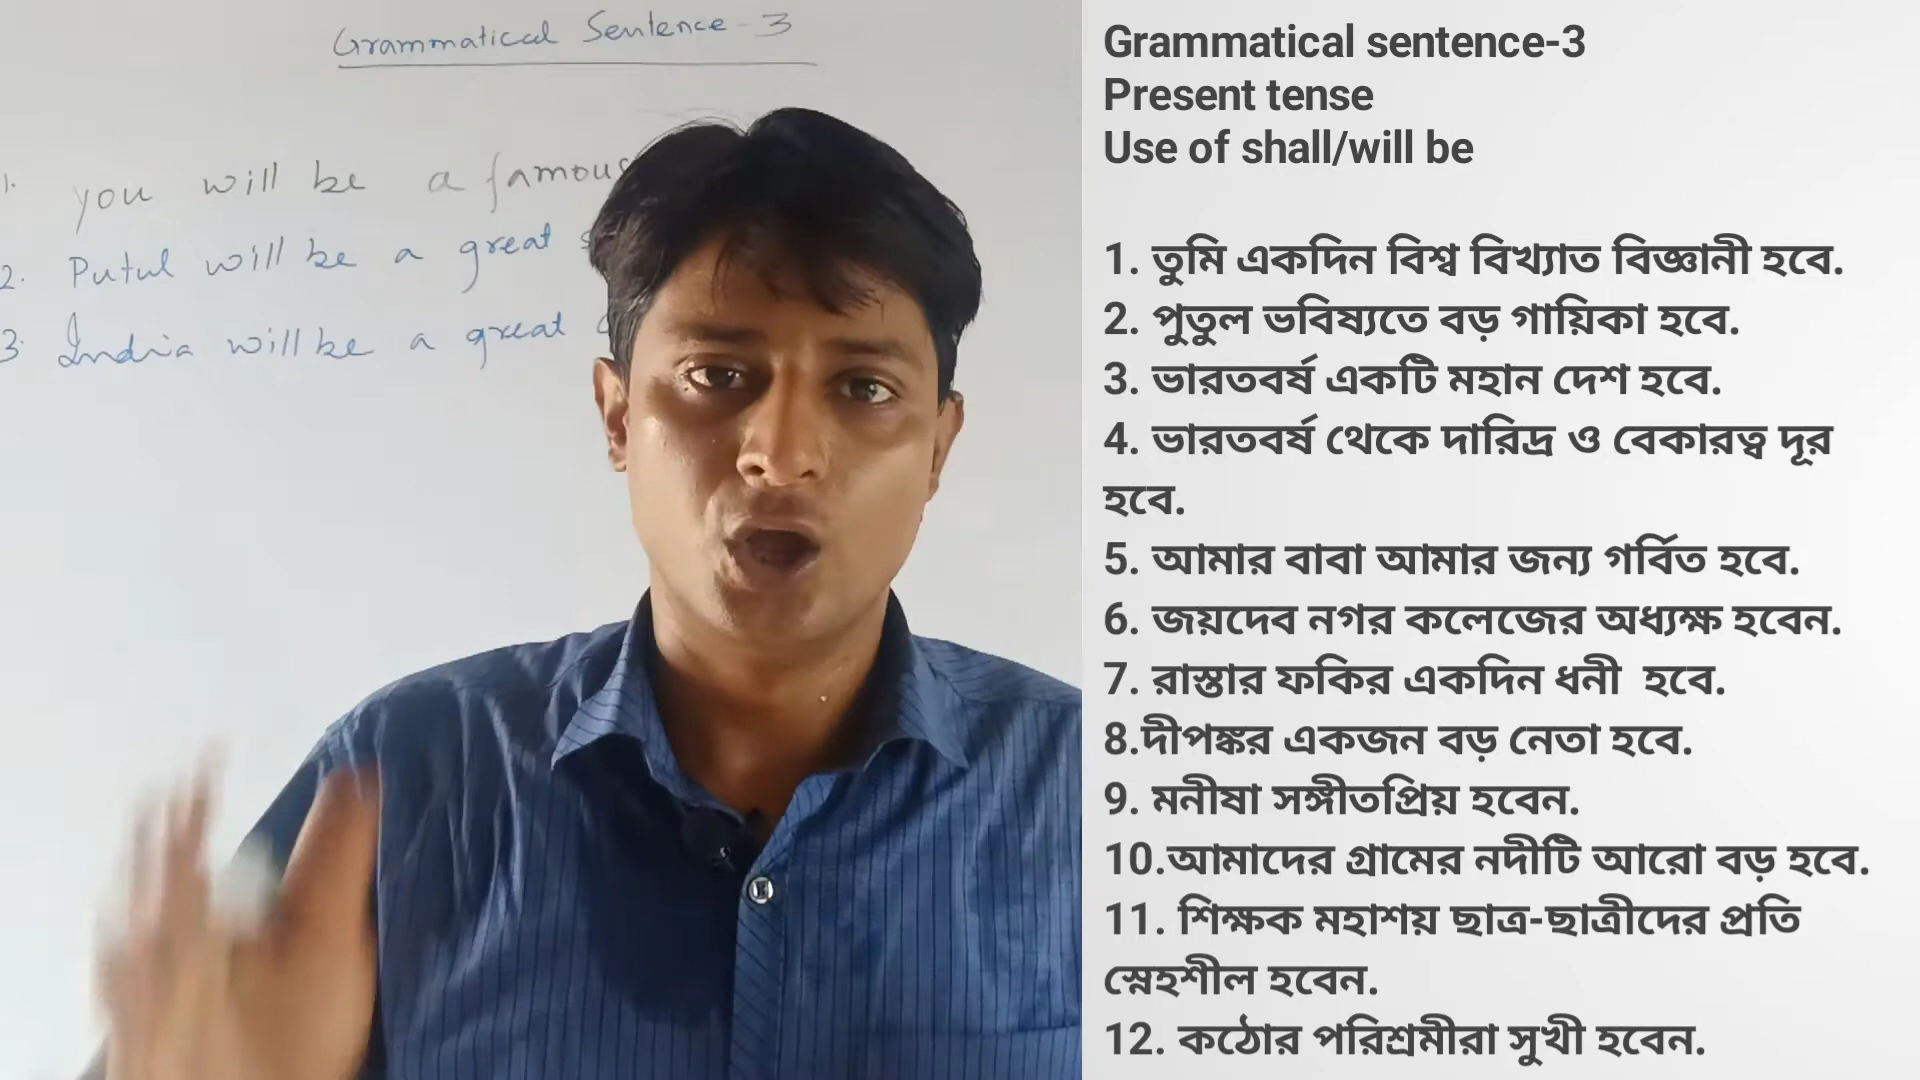 Grammatical Sentence - 3
1. you will be a famous
2. Putul will be a great
3. India will be a great
Grammatical sentence-3
Present tense
Use of shall/will be
1. তুমি একদিন বিশ্ব বিখ্যাত বিজ্ঞানী হবে.
2. পুতুল ভবিষ্যতে বড় গায়িকা হবে.
3. ভারতবর্ষ একটি মহান দেশ হবে.
4. ভারতবর্ষ থেকে দারিদ্র ও বেকারত্ব দূর
হবে.
5. আমার বাবা আমার জন্য গর্বিত হবে.
6. জয়দেব নগর কলেজের অধ্যক্ষ হবেন.
7. রাস্তার ফকির একদিন ধনী  হবে.
8.দীপঙ্কর একজন বড় নেতা হবে.
9. মনীষা সঙ্গীতপ্রিয় হবেন.
10.আমাদের গ্রামের নদীটি আরো বড় হবে.
11. শিক্ষক মহাশয় ছাত্র-ছাত্রীদের প্রতি
স্নেহশীল হবেন.
12. কঠোর পরিশ্রমীরা সুখী হবেন.